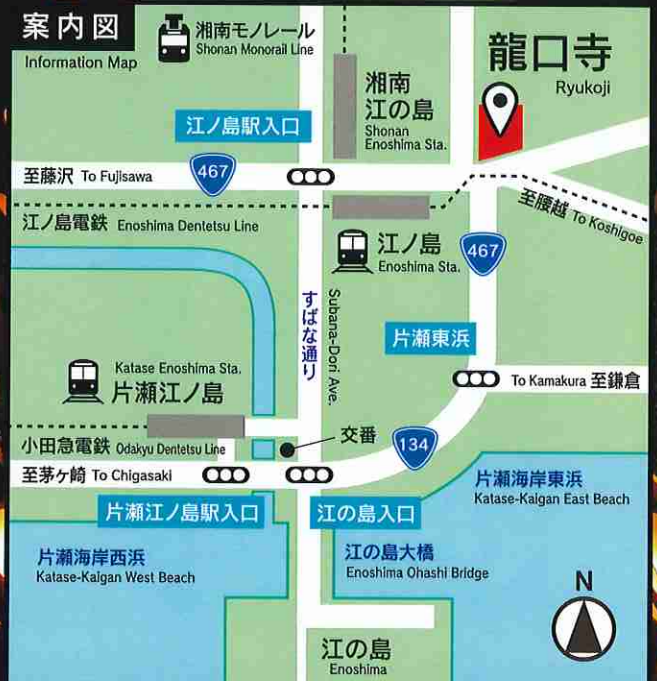 案内図
Information Map
湘南モノレール
Shonan Monorail Line
龍口寺
Ryukoji
湘南
江の島
Shonan
Enoshima Sta.
江ノ島駅入口
至藤沢 To Fujisawa
467
至腰越 To Koshigoe
江ノ島電鉄 Enoshima Dentetsu Line
江ノ島
Enoshima Sta.
467
すばな通り
Subana-Dori Ave.
片瀬東浜
Katase Enoshima Sta.
片瀬江ノ島
To Kamakura 至鎌倉
小田急電鉄 Odakyu Dentetsu Line
交番
134
至茅ケ崎 To Chigasaki
片瀬海岸東浜
Katase-Kaigan East Beach
片瀬江ノ島駅入口
江の島入口
片瀬海岸西浜
Katase-Kaigan West Beach
江の島大橋
Enoshima Ohashi Bridge
N
江の島
Enoshima